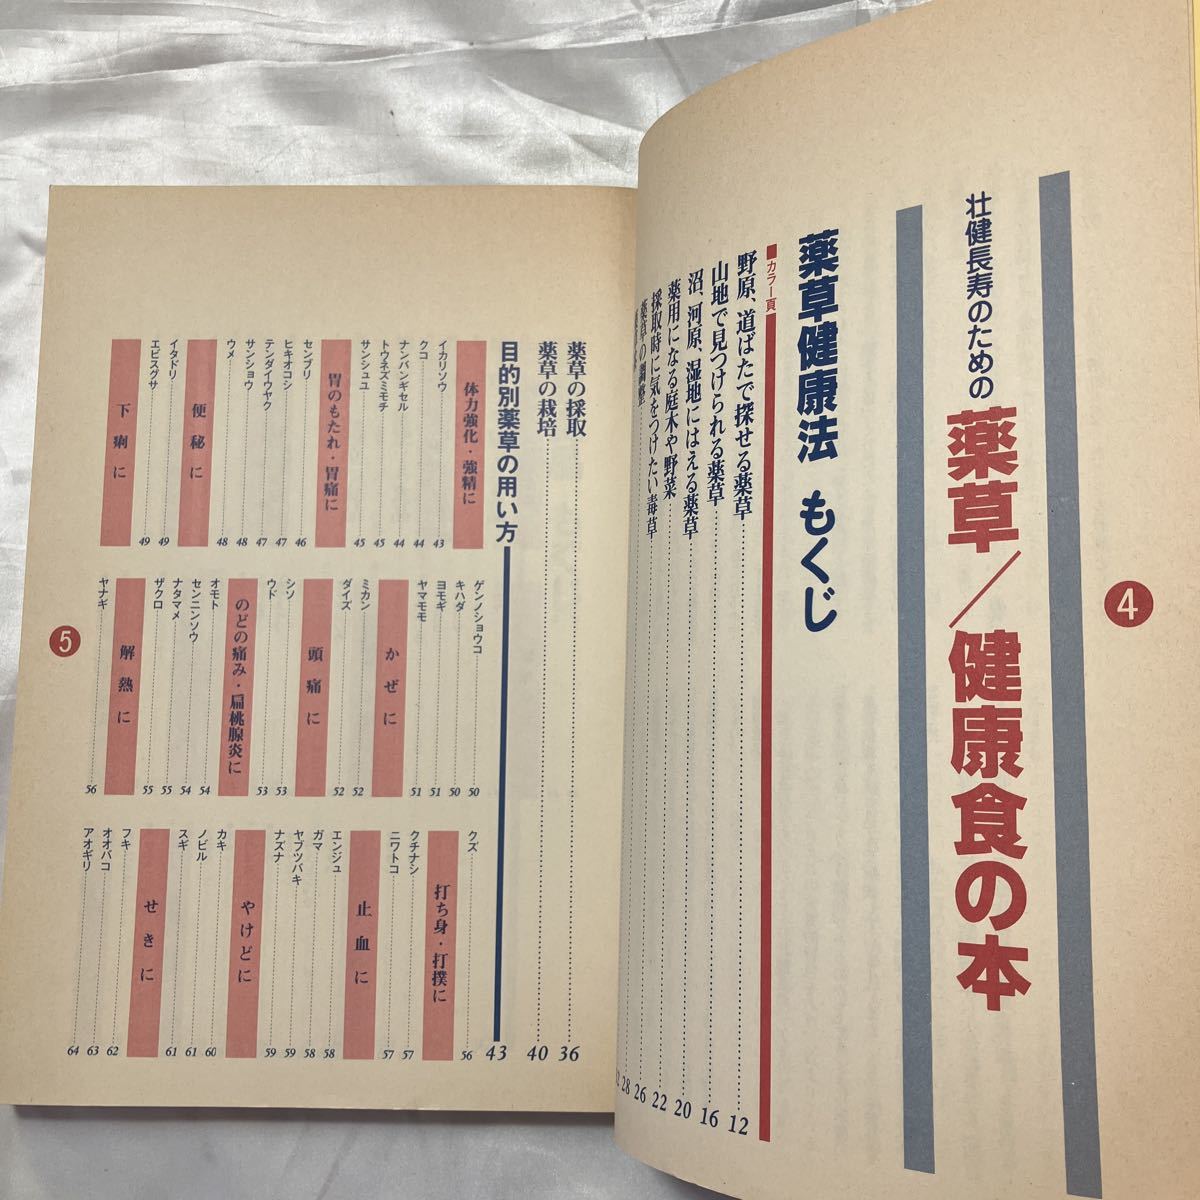 4
壮健長寿のための 薬草／健康食の本
薬草健康法 もくじ
■カラー頁
野原、道ばたで探せる薬草……12
山地で見つけられる薬草……16
沼、河原、湿地にはえる薬草……20
薬用になる庭木や野菜……22
採取時に気をつけたい毒草……26
薬草の調整……28
薬草の採取……36
薬草の栽培……40
目的別薬草の用い方 43
体力強化・強精に
イカリソウ……43
クコ……44
ナンバンギセル……44
トウネズミモチ……45
サンシュユ……45
胃のもたれ・胃痛に
センブリ……46
ヒキオコシ……47
テンダイウヤク……47
サンショウ……48
ウメ……48
便秘に
イタドリ……49
エビスグサ……49
下痢に
ゲンノショウコ……50
キハダ……50
ヨモギ……51
ヤマモモ……51
かぜに
ミカン……52
ダイズ……52
頭痛に
シソ……53
ウド……53
のどの痛み・扁桃腺炎に
オモト……54
センニンソウ……54
ナタマメ……55
ザクロ……55
解熱に
ヤナギ……56
クズ……56
打ち身・打撲に
クチナシ……57
ニワトコ……57
止血に
エンジュ……58
ガマ……58
ヤブツバキ……59
ナズナ……59
やけどに
カキ……60
ノビル……61
スギ……61
せきに
フキ……62
オオバコ……63
アオギリ……64
5